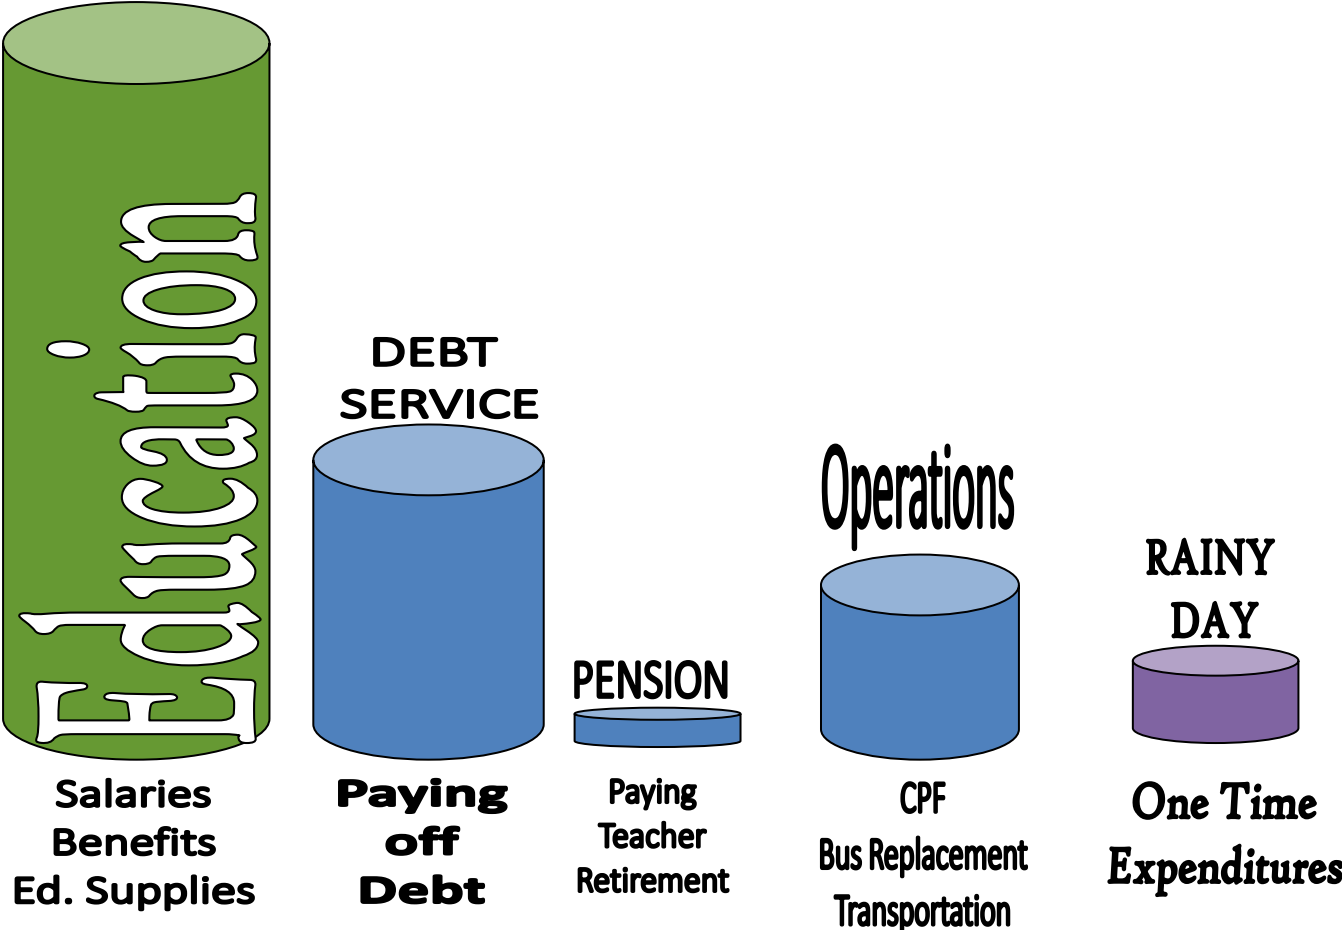 Education
Salaries
Benefits
Ed. Supplies
DEBT
SERVICE
Paying
off
Debt
PENSION
Paying
Teacher
Retirement
Operations
CPF
Bus Replacement
Transportation
RAINY
DAY
One Time
Expenditures